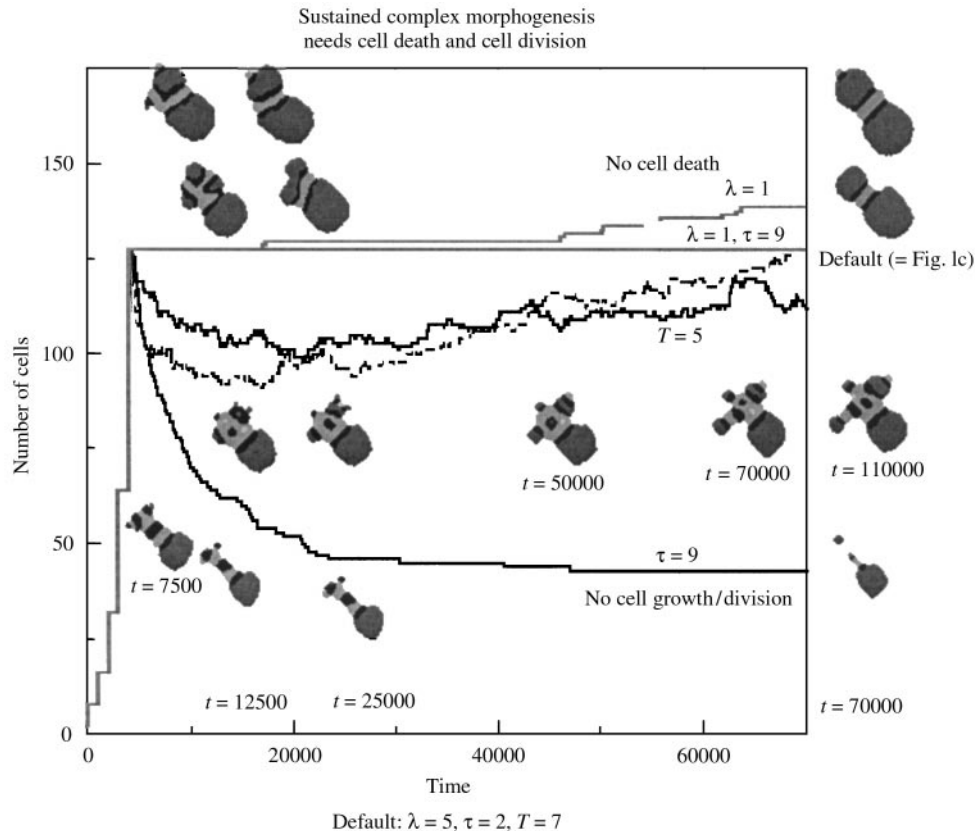 Sustained complex morphogenesis
needs cell death and cell division
150
100
50
0
Number of cells
No cell death
λ = 1
λ = 1, τ = 9
Default (= Fig. 1c)
T = 5
t = 50000
t = 70000
t = 110000
t = 7500
τ = 9
No cell growth/division
t = 12500
t = 25000
t = 70000
0
20000
40000
60000
Time
Default: λ = 5, τ = 2, T = 7